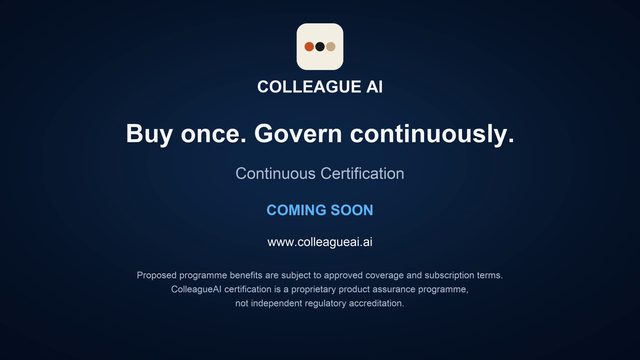 COLLEAGUE AI
Buy once. Govern continuously.
Continuous Certification
COMING SOON
www.colleagueai.ai
Proposed programme benefits are subject to approved coverage and subscription terms.
ColleagueAI certification is a proprietary product assurance programme,
not independent regulatory accreditation.